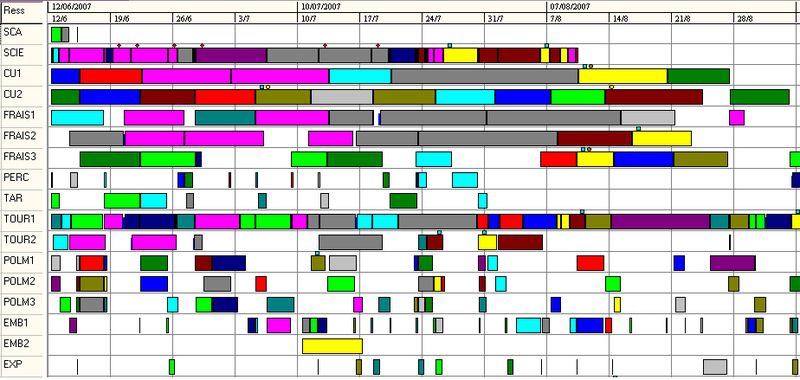 Ress 12/06/2007 10/07/2007 07/08/2007
12/6 19/6 26/6 3/7 10/7 17/7 24/7 31/7 7/8 14/8 21/8 28/8
SCA
SCIE
CU1
CU2
FRAIS1
FRAIS2
FRAIS3
PERC
TAR
TOUR1
TOUR2
POLM1
POLM2
POLM3
EMB1
EMB2
EXP